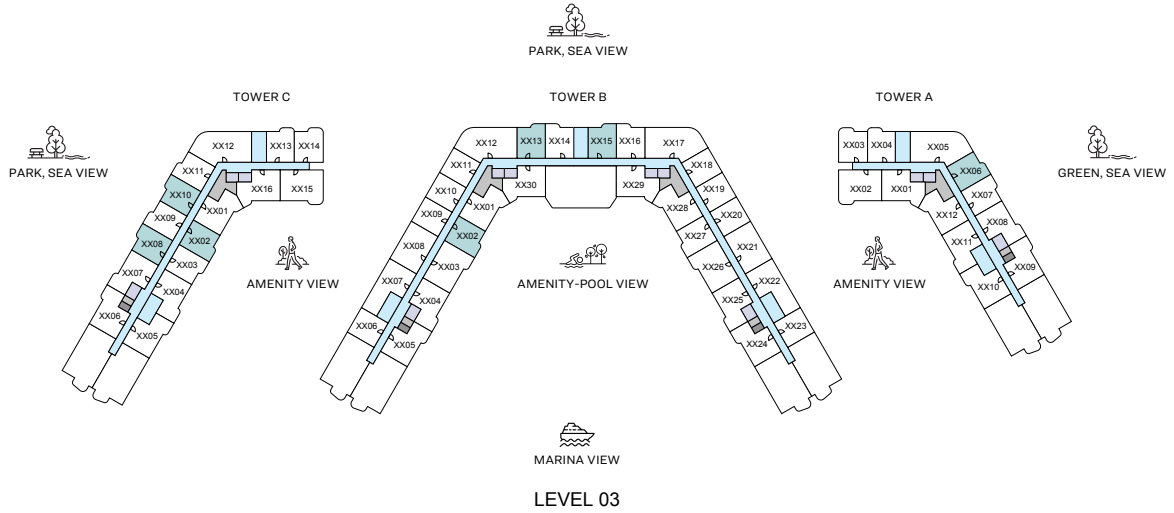 PARK, SEA VIEW
TOWER C
TOWER B
TOWER A
PARK, SEA VIEW
GREEN, SEA VIEW
XX12
XX13
XX14
XX11
XX16
XX15
XX10
XX01
XX09
XX02
XX08
XX03
XX07
XX04
XX06
XX05
XX12
XX13
XX14
XX15
XX16
XX17
XX11
XX30
XX29
XX18
XX10
XX01
XX28
XX19
XX09
XX02
XX27
XX20
XX08
XX03
XX26
XX21
XX07
XX04
XX25
XX22
XX06
XX05
XX24
XX23
XX03
XX04
XX05
XX02
XX01
XX06
XX12
XX07
XX11
XX08
XX10
XX09
AMENITY VIEW
AMENITY-POOL VIEW
AMENITY VIEW
MARINA VIEW
LEVEL 03